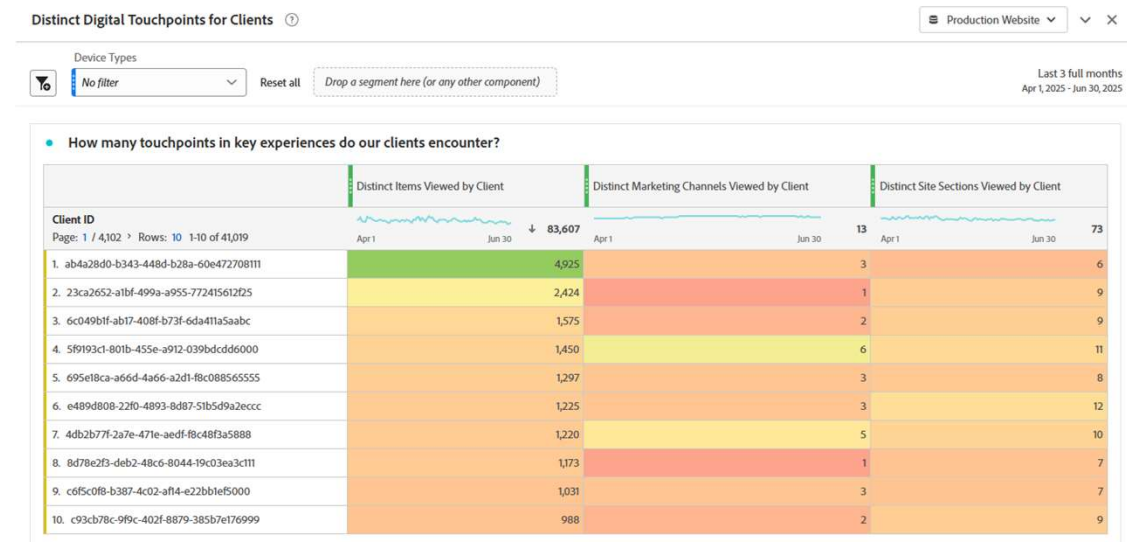 Distinct Digital Touchpoints for Clients ?
Production Website
Device Types
No filter
Reset all
Drop a segment here (or any other component)
Last 3 full months
Apr 1, 2025 - Jun 30, 2025
How many touchpoints in key experiences do our clients encounter?
Distinct Items Viewed by Client Distinct Marketing Channels Viewed by Client Distinct Site Sections Viewed by Client
Client ID
Page: 1 / 4,102 > Rows: 10 1-10 of 41,019
Apr 1 Jun 30 ↓ 83,607 Apr 1 Jun 30 13 Apr 1 Jun 30 73
1. ab4a28d0-b343-448d-b28a-60e472708111 4,925 3 6
2. 23ca2652-a1bf-499a-a955-772415612f25 2,424 1 9
3. 6c049b1f-ab17-408f-b73f-6da411a5aabc 1,575 2 9
4. 5f9193c1-801b-455e-a912-039bdcdd6000 1,450 6 11
5. 695e18ca-a66d-4a66-a2d1-f8c088565555 1,297 3 8
6. e489d808-22f0-4893-8d87-51b5d9a2eccc 1,225 3 12
7. 4db2b77f-2a7e-471e-aedf-f8c48f3a5888 1,220 5 10
8. 8d78e2f3-deb2-48c6-8044-19c03ea3c111 1,173 1 7
9. c6f5c0f8-b387-4c02-af14-e22bb1ef5000 1,031 3 7
10. c93cb78c-9f9c-402f-8879-385b7e176999 988 2 9